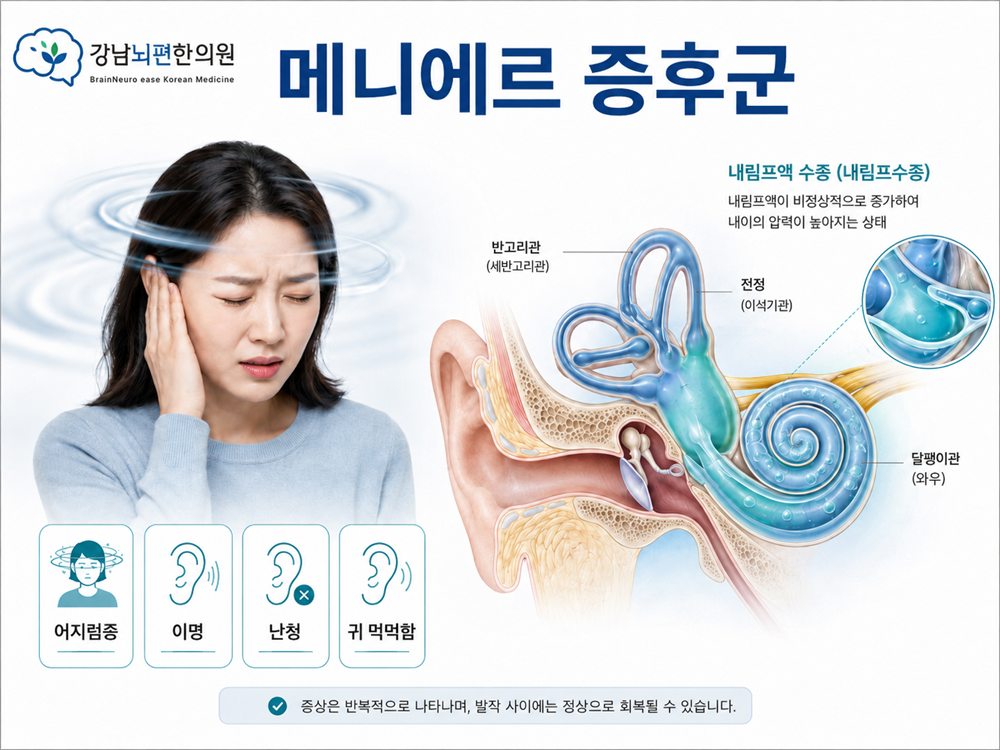 강남뇌편한의원
BrainNeuro ease Korean Medicine
메니에르 증후군
내림프액 수종 (내림프수종)
내림프액이 비정상적으로 증가하여
내이의 압력이 높아지는 상태
반고리관
(세반고리관)
전정
(이석기관)
달팽이관
(와우)
어지럼증
이명
난청
귀 먹먹함
증상은 반복적으로 나타나며, 발작 사이에는 정상으로 회복될 수 있습니다.